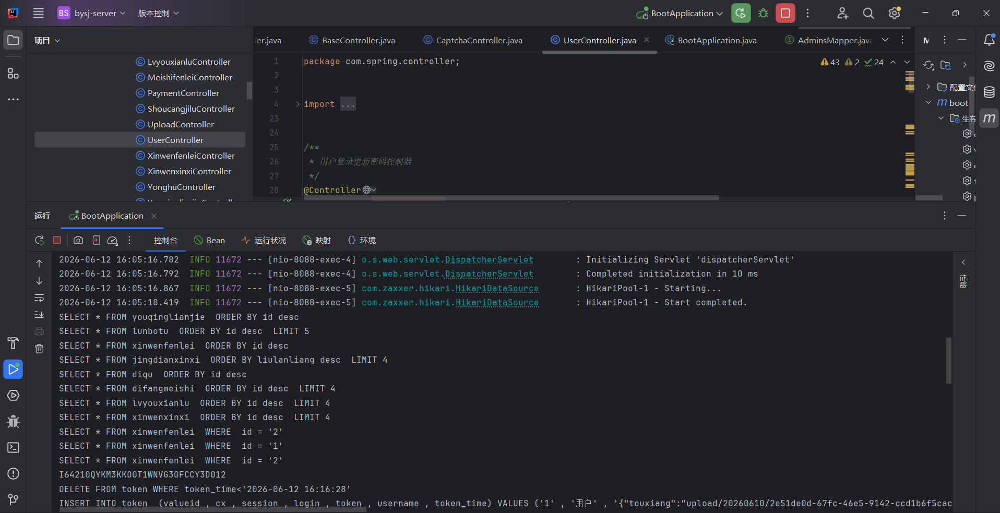 BS bysj-server 版本控制 BootApplication
项目
er.java BaseController.java CaptchaController.java UserController.java BootApplication.java AdminsMapper.java M
LvyouxianluController
MeishifenleiController
PaymentController
ShoucangjiluController
UploadController
UserController
XinwenfenleiController
XinwenxinxiController
YonghuController
1 package com.spring.controller;
43 2 24
2
3
4 import ...
23
24
25 /**
26 * 用户登录更新密码控制器
27 */
28 @Controller
配置文
m boot
生存
m
运行 BootApplication
控制台 Bean 运行状况 映射 {} 环境
性能
2026-06-12 16:05:16.782 INFO 11672 --- [nio-8088-exec-4] o.s.web.servlet.DispatcherServlet : Initializing Servlet 'dispatcherServlet'
2026-06-12 16:05:16.792 INFO 11672 --- [nio-8088-exec-4] o.s.web.servlet.DispatcherServlet : Completed initialization in 10 ms
2026-06-12 16:05:16.867 INFO 11672 --- [nio-8088-exec-5] com.zaxxer.hikari.HikariDataSource : HikariPool-1 - Starting...
2026-06-12 16:05:18.419 INFO 11672 --- [nio-8088-exec-5] com.zaxxer.hikari.HikariDataSource : HikariPool-1 - Start completed.
SELECT * FROM youqinglianjie ORDER BY id desc
SELECT * FROM lunbotu ORDER BY id desc LIMIT 5
SELECT * FROM xinwenfenlei ORDER BY id desc
SELECT * FROM jingdianxinxi ORDER BY liulanliang desc LIMIT 4
SELECT * FROM diqu ORDER BY id desc
SELECT * FROM difangmeishi ORDER BY id desc LIMIT 4
SELECT * FROM lvyouxianlu ORDER BY id desc LIMIT 4
SELECT * FROM xinwenxinxi ORDER BY id desc LIMIT 4
SELECT * FROM xinwenfenlei WHERE id = '2'
SELECT * FROM xinwenfenlei WHERE id = '1'
SELECT * FROM xinwenfenlei WHERE id = '2'
I64210QYKM3KKO0T1WNVG30FCCY3D012
DELETE FROM token WHERE token_time<'2026-06-12 16:16:28'
INSERT INTO token (valueid , cx , session , login , token , username , token_time) VALUES ('1' , '用户' , '{"touxiang":"upload/20260610/2e51de0d-67fc-46e5-9142-ccd1b6f5cac